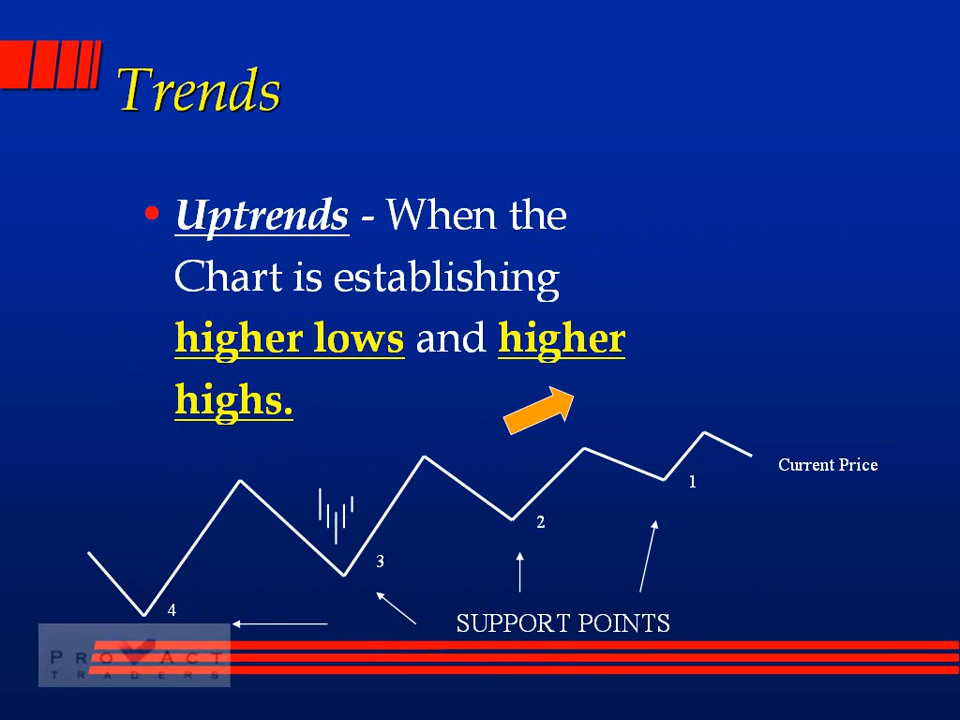 Trends
• Uptrends - When the
Chart is establishing
higher lows and higher
highs.
Current Price
1
2
3
4
SUPPORT POINTS
PRO ACT
TRADERS